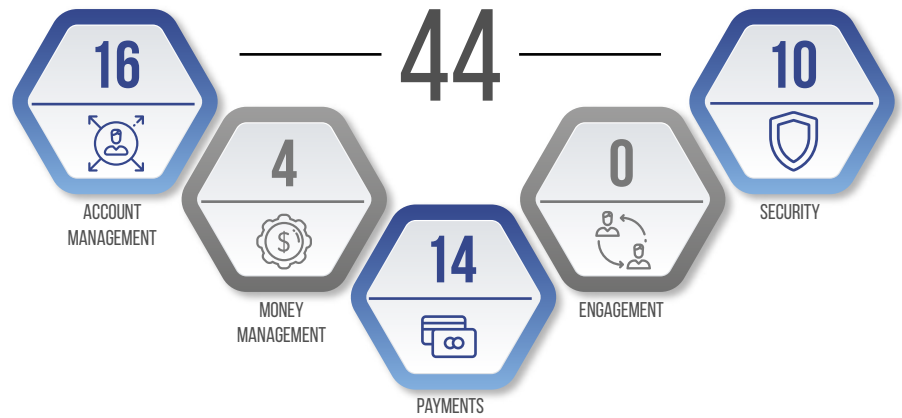 44
16
ACCOUNT
MANAGEMENT
4
$
MONEY
MANAGEMENT
14
PAYMENTS
0
ENGAGEMENT
10
SECURITY